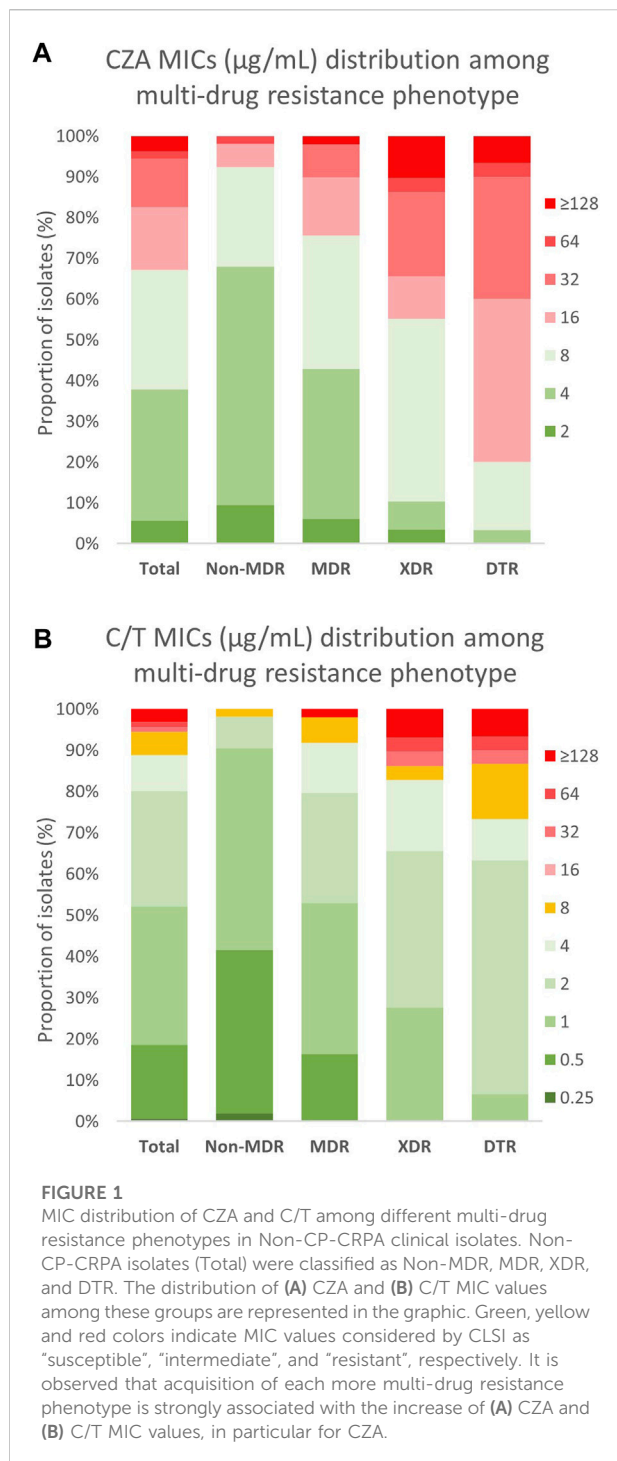 A
CZA MICs (µg/mL) distribution among
multi-drug resistance phenotype
Proportion of isolates (%)
100%
90%
80%
70%
60%
50%
40%
30%
20%
10%
0%
Total Non-MDR MDR XDR DTR
≥128
64
32
16
8
4
2
B
C/T MICs (µg/mL) distribution among
multi-drug resistance phenotype
Proportion of isolates (%)
100%
90%
80%
70%
60%
50%
40%
30%
20%
10%
0%
Total Non-MDR MDR XDR DTR
≥128
64
32
16
8
4
2
1
0.5
0.25
FIGURE 1
MIC distribution of CZA and C/T among different multi-drug
resistance phenotypes in Non-CP-CRPA clinical isolates. Non-
CP-CRPA isolates (Total) were classified as Non-MDR, MDR, XDR,
and DTR. The distribution of (A) CZA and (B) C/T MIC values
among these groups are represented in the graphic. Green, yellow
and red colors indicate MIC values considered by CLSI as
"susceptible", "intermediate", and "resistant", respectively. It is
observed that acquisition of each more multi-drug resistance
phenotype is strongly associated with the increase of (A) CZA and
(B) C/T MIC values, in particular for CZA.